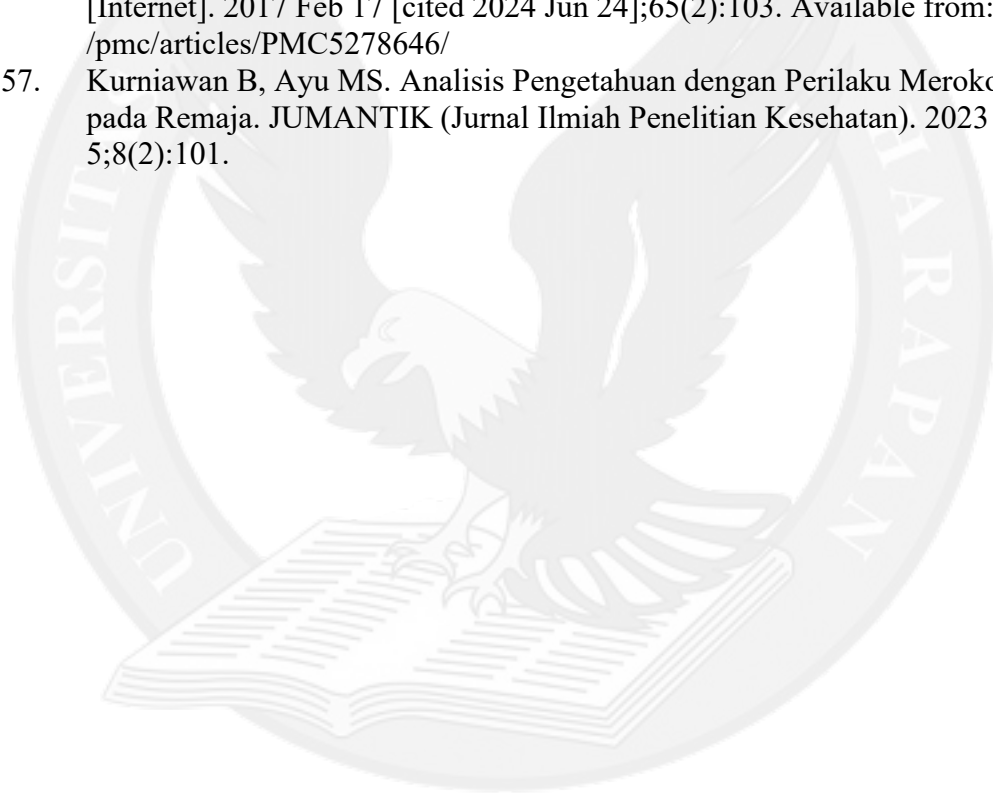 [Internet]. 2017 Feb 17 [cited 2024 Jun 24];65(2):103. Available from:
/pmc/articles/PMC5278646/
57. Kurniawan B, Ayu MS. Analisis Pengetahuan dengan Perilaku
pada Remaja. JUMANTIK (Jurnal Ilmiah Penelitian Kesehatan). 2023
5;8(2):101.
HARAPAN